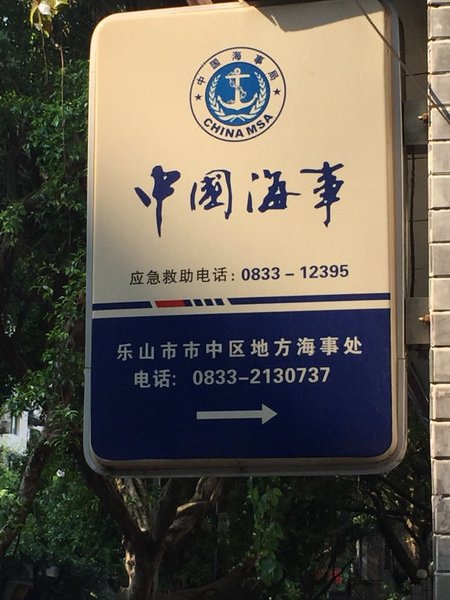 中国海事局
CHINA MSA
中國海事
应急救助电话:0833-12395
乐山市市中区地方海事处
电话: 0833-2130737